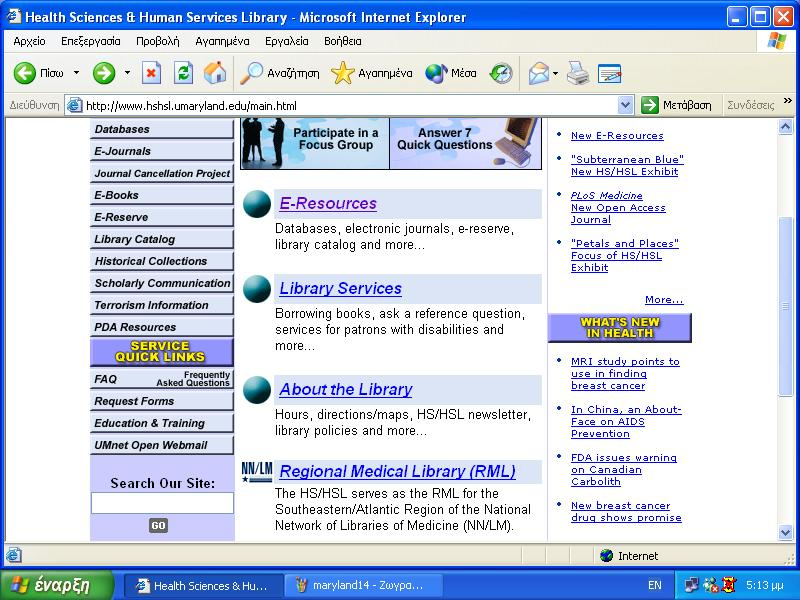 Health Sciences & Human Services Library - Microsoft Internet Explorer
Αρχείο Επεξεργασία Προβολή Αγαπημένα Εργαλεία Βοήθεια
Πίσω Αναζήτηση Αγαπημένα Μέσα
Διεύθυνση http://www.hshsl.umaryland.edu/main.html Μετάβαση Συνδέσεις »
Databases
E-Journals
Journal Cancellation Project
E-Books
E-Reserve
Library Catalog
Historical Collections
Scholarly Communication
Terrorism Information
PDA Resources
SERVICE
QUICK LINKS
FAQ Frequently
Asked Questions
Request Forms
Education & Training
UMnet Open Webmail
Search Our Site:
GO
Participate in a
Focus Group
Answer 7
Quick Questions
E-Resources
Databases, electronic journals, e-reserve,
library catalog and more...
Library Services
Borrowing books, ask a reference question,
services for patrons with disabilities and
more...
About the Library
Hours, directions/maps, HS/HSL newsletter,
library policies and more...
NN/LM Regional Medical Library (RML)
The HS/HSL serves as the RML for the
Southeastern/Atlantic Region of the National
Network of Libraries of Medicine (NN/LM).
New E-Resources
"Subterranean Blue"
New HS/HSL Exhibit
PLoS Medicine
New Open Access
Journal
"Petals and Places"
Focus of HS/HSL
Exhibit
More...
WHAT'S NEW
IN HEALTH
MRI study points to
use in finding
breast cancer
In China, an About-
Face on AIDS
Prevention
FDA issues warning
on Canadian
Carbolith
New breast cancer
drug shows promise
Internet
έναρξη Health Sciences & Hu... maryland14 - Ζωγρα... EN 5:13 μμ